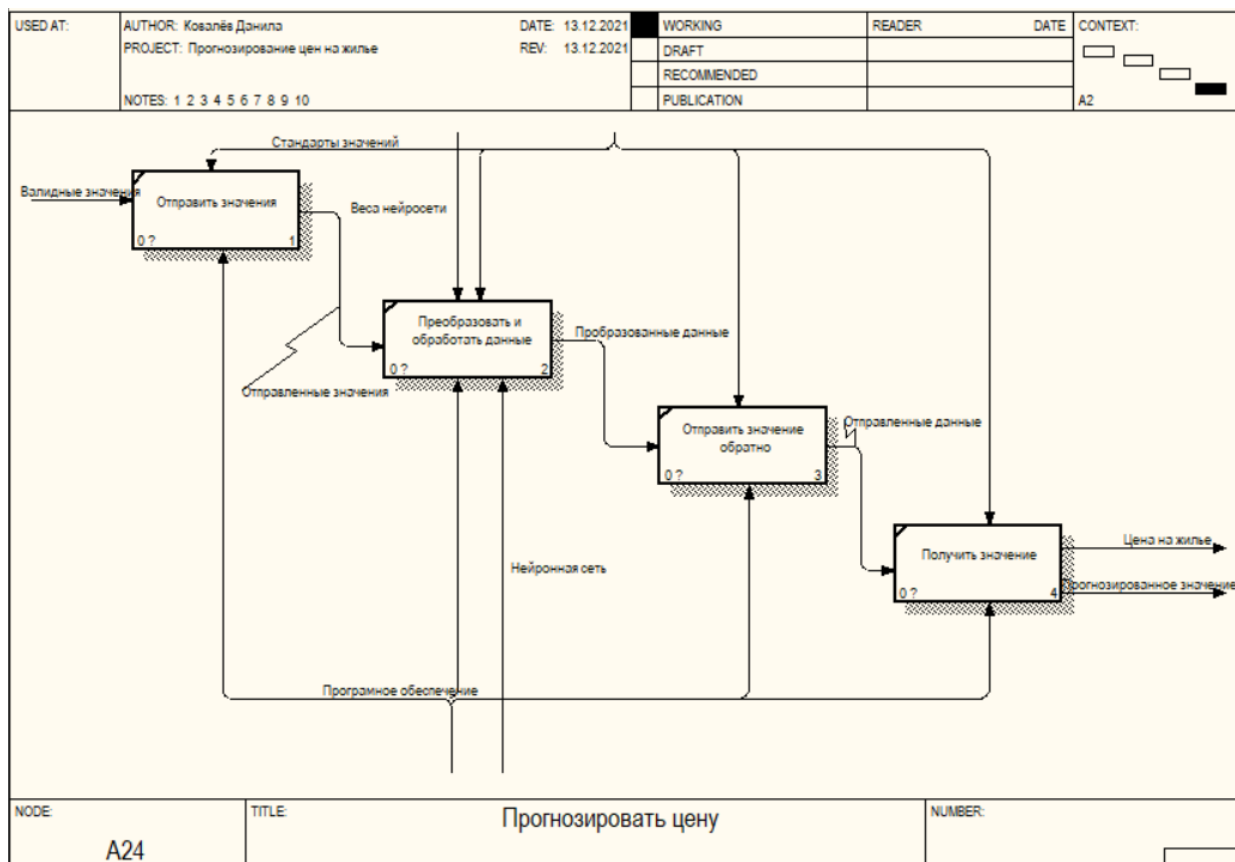 USED AT:
AUTHOR: Ковалёв Данила
DATE: 13.12.2021
PROJECT: Прогнозирование цен на жилье
REV: 13.12.2021
NOTES: 1 2 3 4 5 6 7 8 9 10
WORKING
DRAFT
RECOMMENDED
PUBLICATION
READER
DATE
CONTEXT:
A2
Стандарты значений
Валидные значения
Отправить значения
0 ?
1
Веса нейросети
Преобразовать и
обработать данные
0 ?
2
Пробразованные данные
Отправленные значения
Отправить значение
обратно
0 ?
3
Отправленные данные
Получить значение
0 ?
4
Цена на жилье
Прогнозированное значение
Нейронная сеть
Програмное обеспечение
NODE:
A24
TITLE:
Прогнозировать цену
NUMBER: